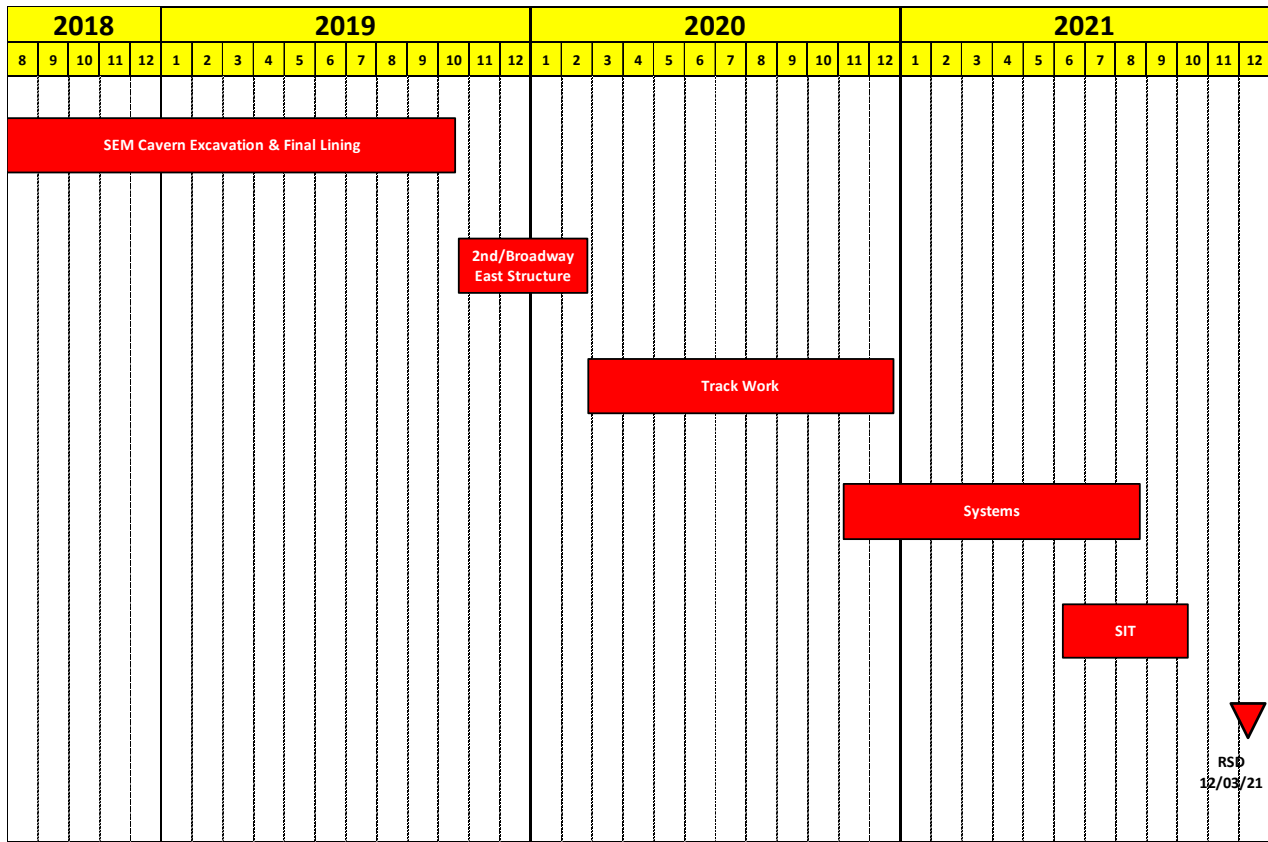 2018 2019 2020 2021
8 9 10 11 12 1 2 3 4 5 6 7 8 9 10 11 12 1 2 3 4 5 6 7 8 9 10 11 12 1 2 3 4 5 6 7 8 9 10 11 12
SEM Cavern Excavation & Final Lining
2nd/Broadway
East Structure
Track Work
Systems
SIT
RSD
12/03/21